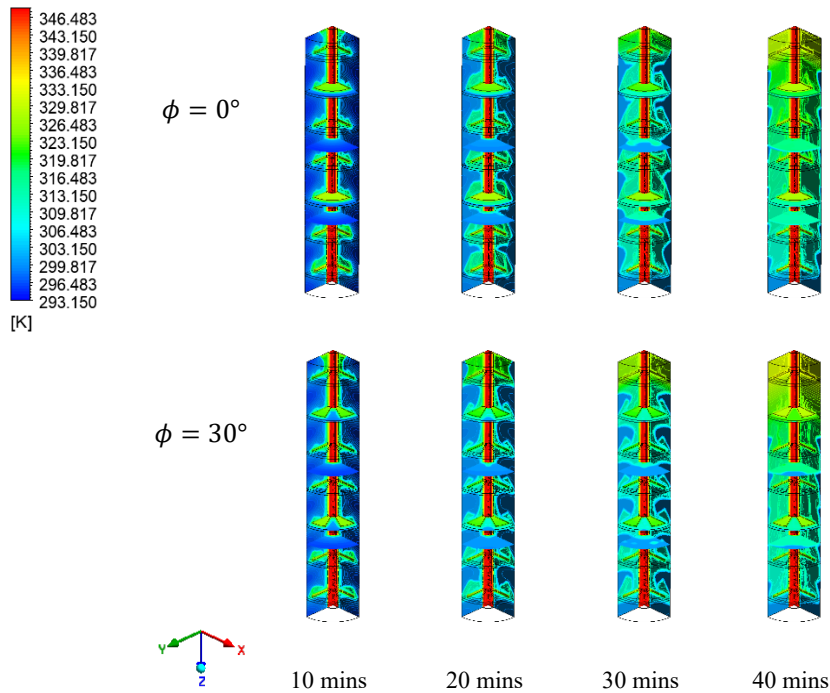 346.483
343.150
339.817
336.483
333.150
329.817
326.483
323.150
319.817
316.483
313.150
309.817
306.483
303.150
299.817
296.483
293.150
[K]
ϕ = 0°
ϕ = 30°
Y X
Z
10 mins 20 mins 30 mins 40 mins